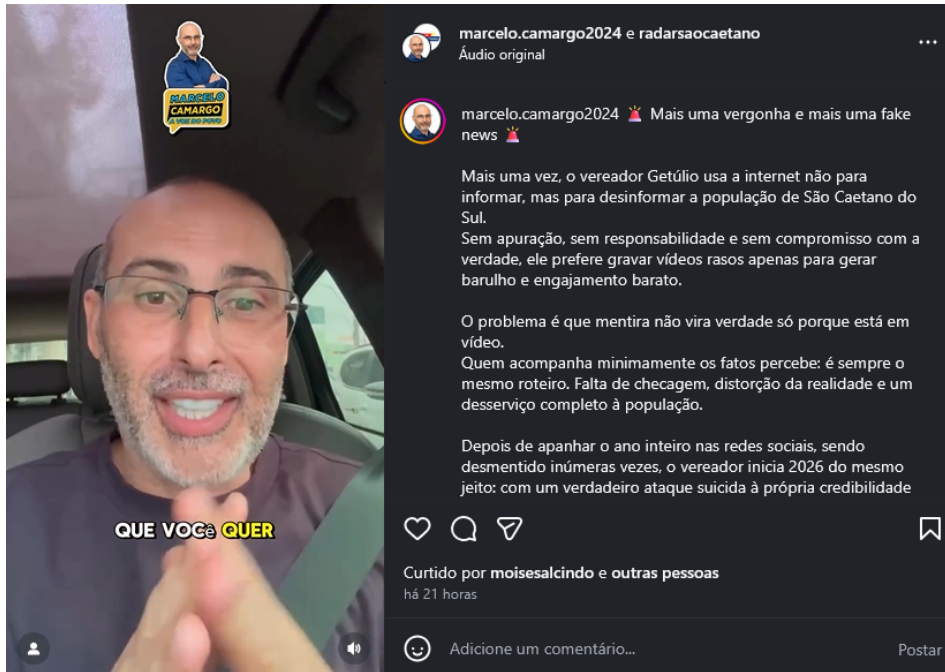 MARCELO
CAMARGO
A VOZ DO POVO
QUE VOCê QUER
marcelo.camargo2024 e radarsaocaetano
Áudio original
marcelo.camargo2024 🚨 Mais uma vergonha e mais uma fake
news 🚨
Mais uma vez, o vereador Getúlio usa a internet não para
informar, mas para desinformar a população de São Caetano do
Sul.
Sem apuração, sem responsabilidade e sem compromisso com a
verdade, ele prefere gravar vídeos rasos apenas para gerar
barulho e engajamento barato.
O problema é que mentira não vira verdade só porque está em
vídeo.
Quem acompanha minimamente os fatos percebe: é sempre o
mesmo roteiro. Falta de checagem, distorção da realidade e um
desserviço completo à população.
Depois de apanhar o ano inteiro nas redes sociais, sendo
desmentido inúmeras vezes, o vereador inicia 2026 do mesmo
jeito: com um verdadeiro ataque suicida à própria credibilidade
Curtido por moisesalcindo e outras pessoas
há 21 horas
Adicione um comentário...
Postar